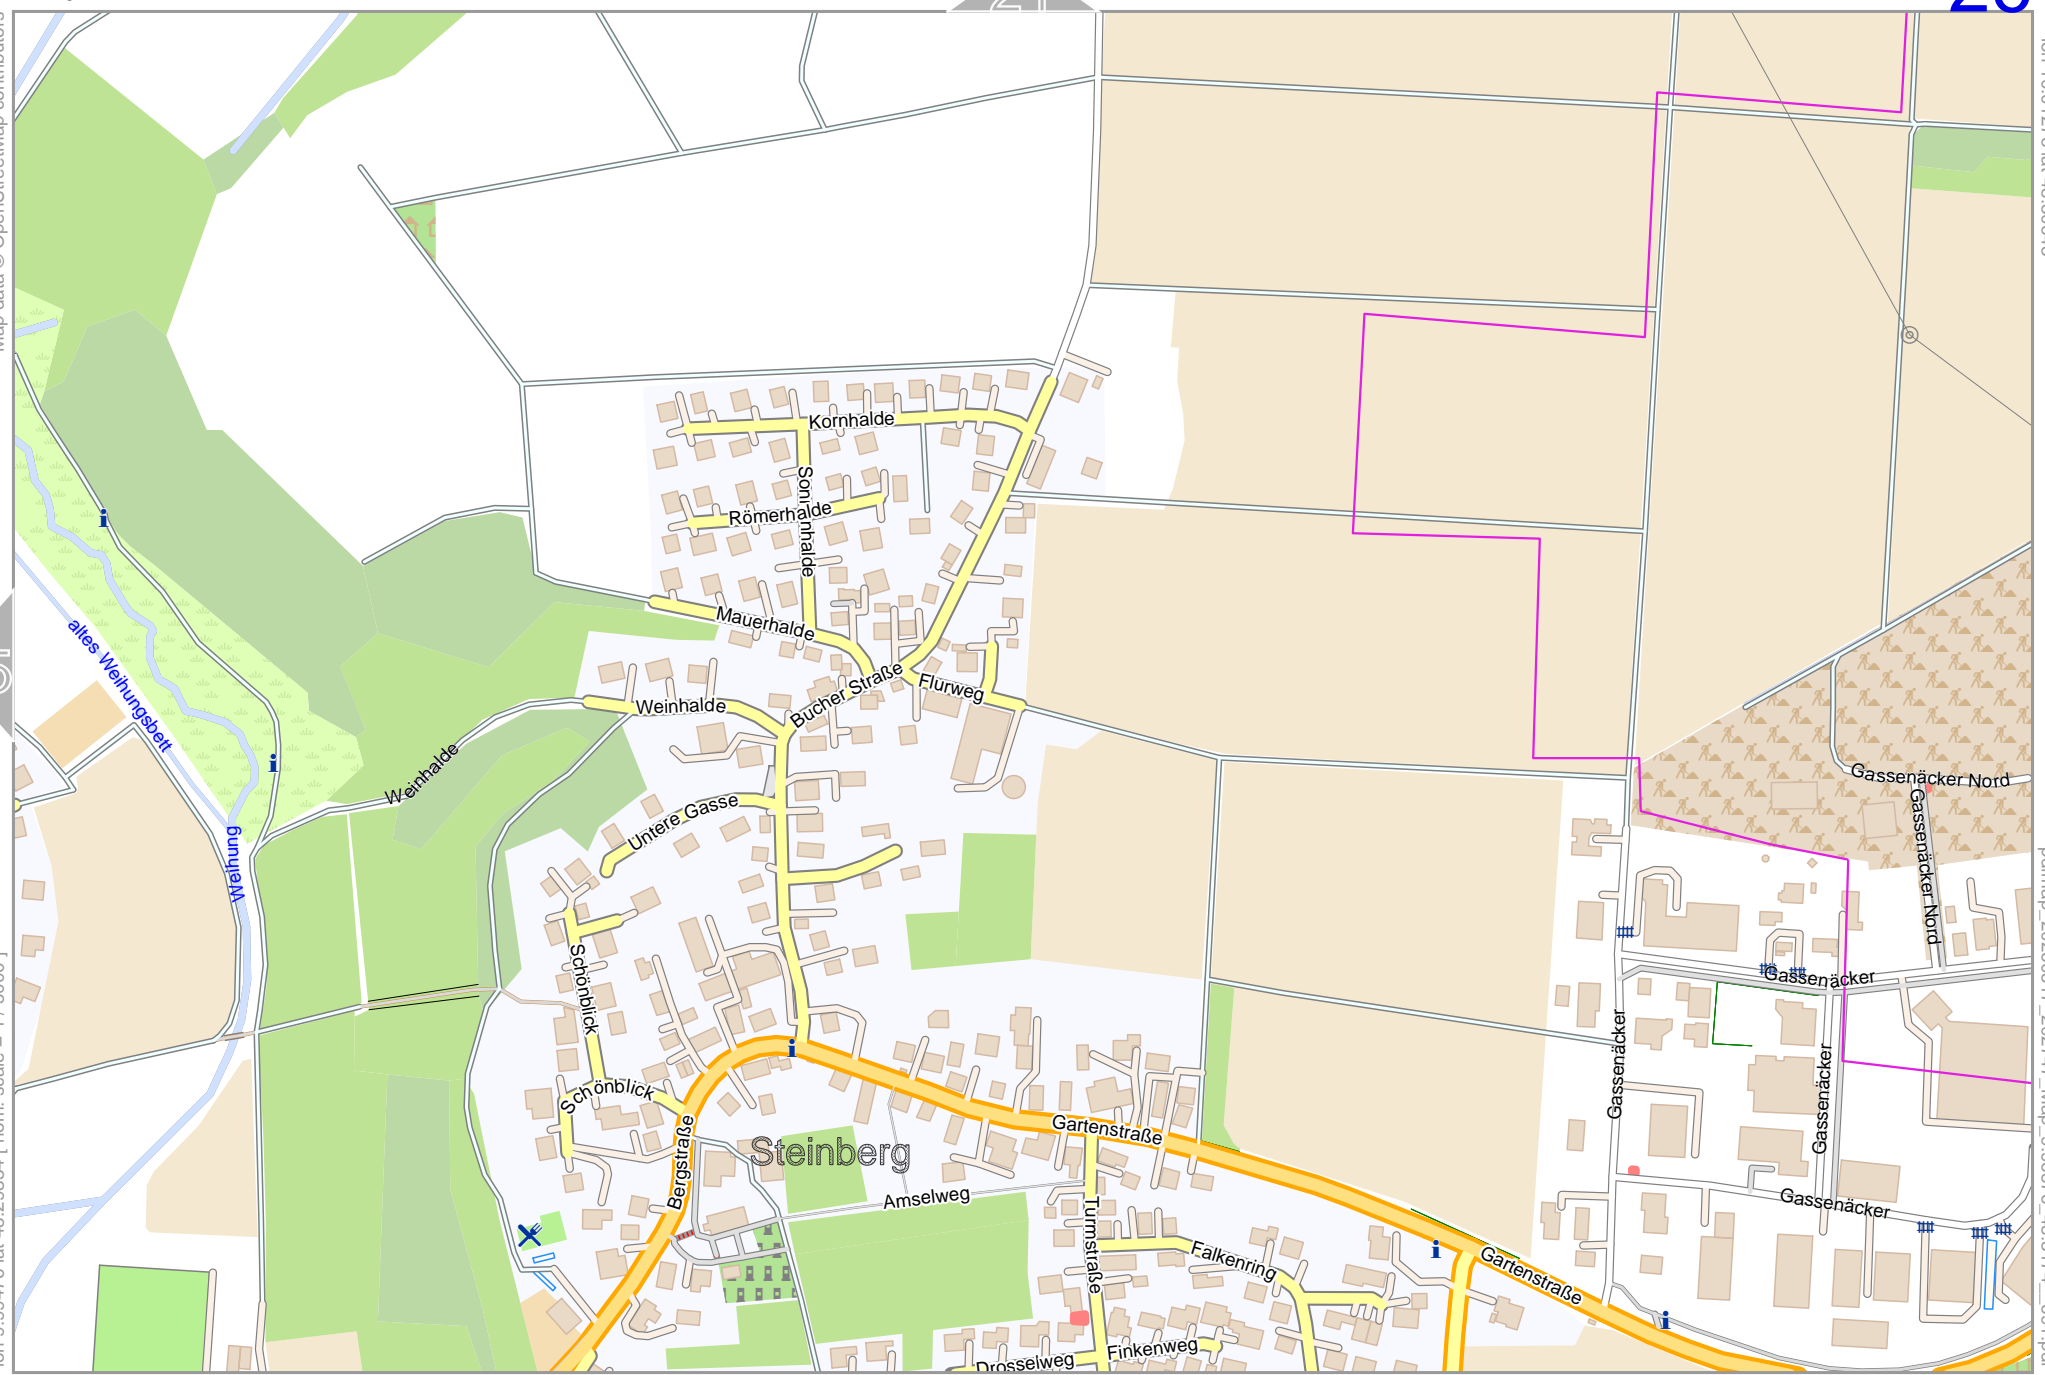 Kornhalde
Sonnhalde
Römerhalde
Mauerhalde
Bucher Straße
Flurweg
Weinhalde
Weinhalde
altes Weihungsbett
Weihung
Untere Gasse
Schönblick
Schönblick
Bergstraße
Steinberg
Amselweg
Gartenstraße
Turmstraße
Falkenring
Gartenstraße
Drosselweg
Finkenweg
Gassenäcker Nord
Gassenäcker Nord
Gassenäcker
Gassenäcker
Gassenäcker
Gassenäcker